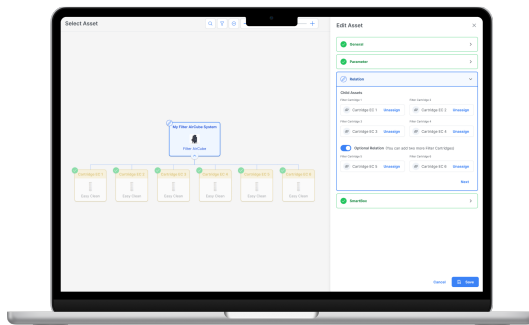 Select Asset
Edit Asset
General
Parameter
Relation
Child Assets
Filter Cartridge 1
Filter Cartridge 2
Cartridge EC 1 Unassign
Cartridge EC 2 Unassign
Filter Cartridge 3
Filter Cartridge 4
Cartridge EC 3 Unassign
Cartridge EC 4 Unassign
Optional Relation (You can add two more Filter Cartridges)
Filter Cartridge 5
Filter Cartridge 6
Cartridge EC 5 Unassign
Cartridge EC 6 Unassign
Next
Cancel
Save
My Filter AirCube System
Filter AirCube
Easy Clean
Easy Clean
Easy Clean
Easy Clean
Easy Clean
Easy Clean